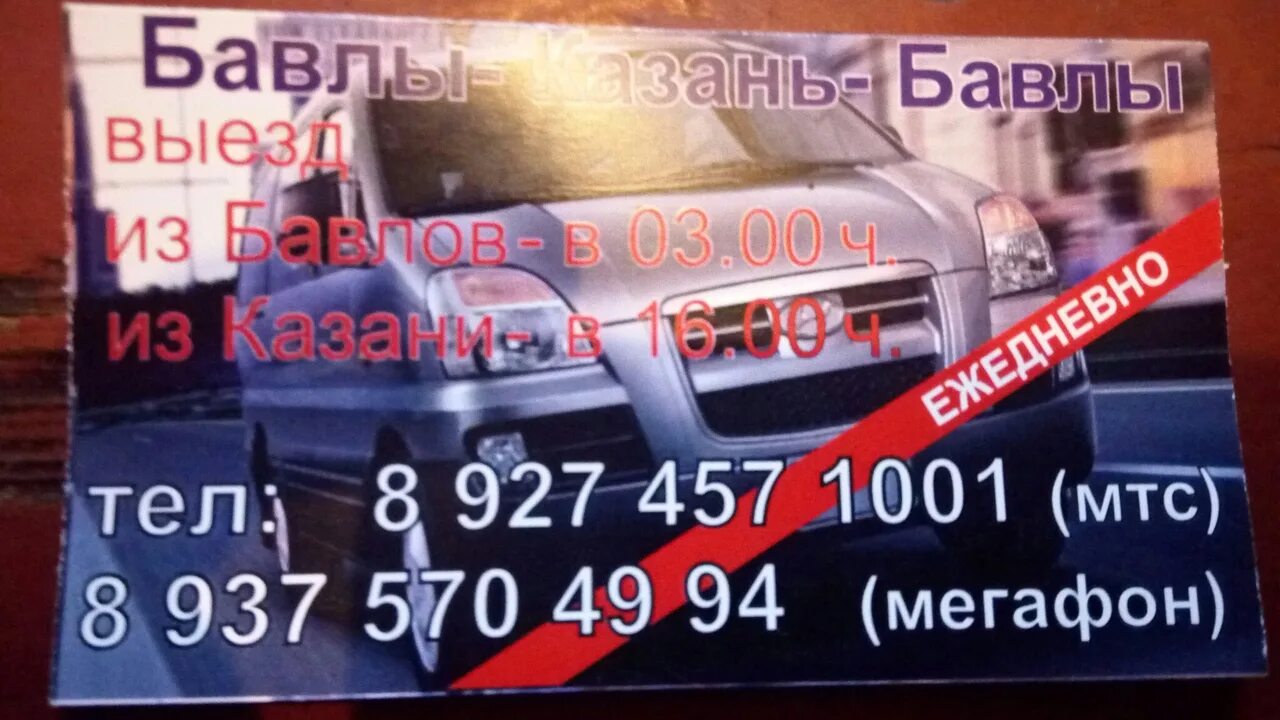 Бавлы- Казань- Бавлы
выезд
из Бавлов- в 03.00 ч.
из Казани- в 16.00 ч.
ЕЖЕДНЕВНО
тел: 8 927 457 1001 (мтс)
8 937 570 49 94 (мегафон)